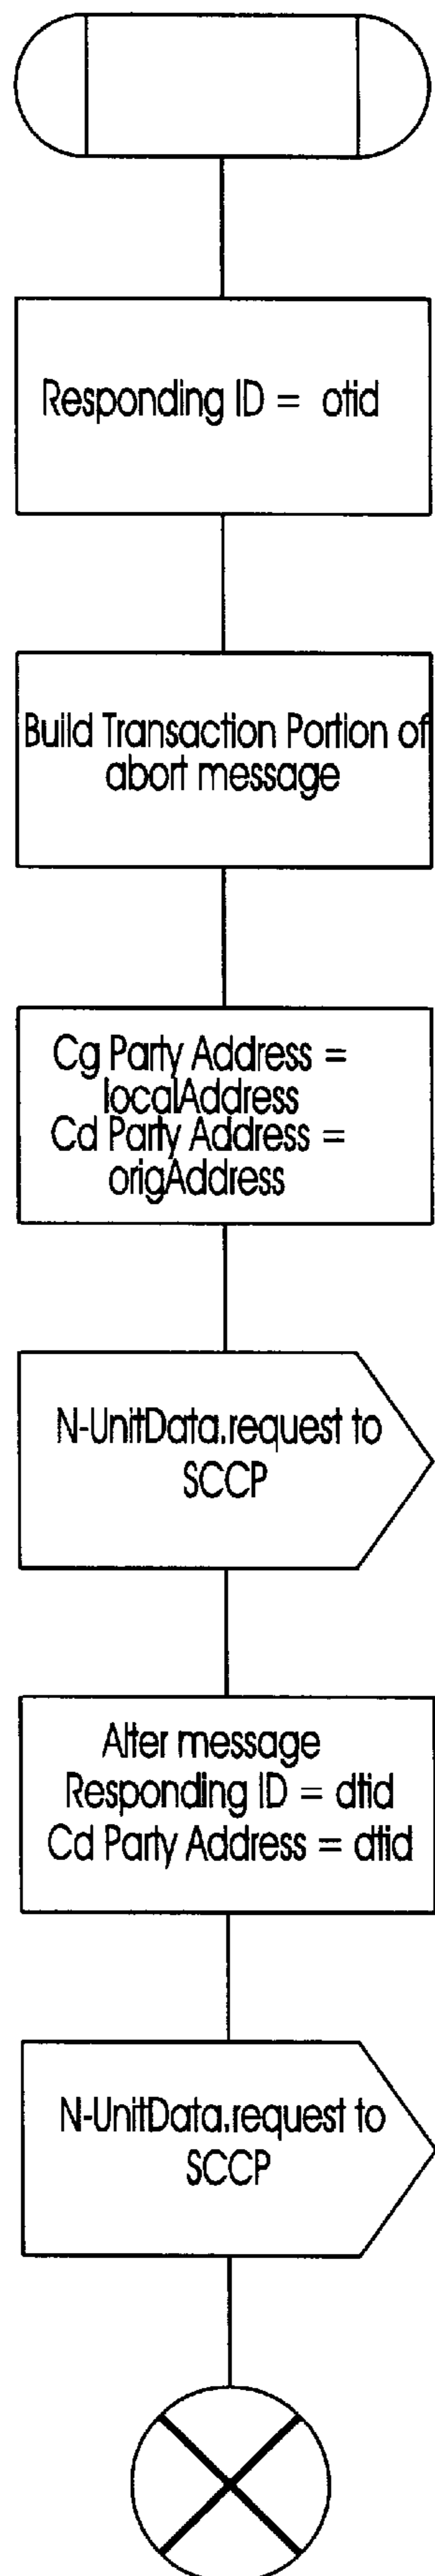 Responding ID = otid
Build Transaction Portion of
abort message
Cg Party Address =
localAddress
Cd Party Address =
origAddress
N-UnitData.request to
SCCP
Alter message
Responding ID = dtid
Cd Party Address = dtid
N-UnitData.request to
SCCP